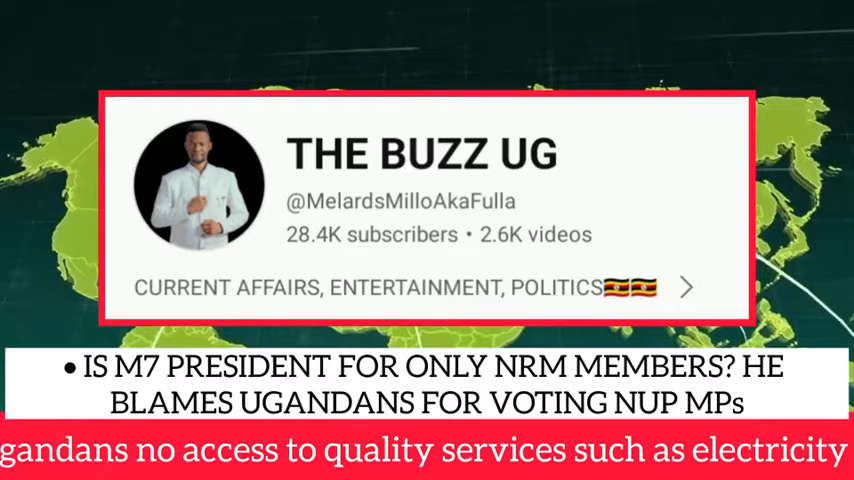 THE BUZZ UG
@MelardsMilloAkaFulla
28.4K subscribers • 2.6K videos
CURRENT AFFAIRS, ENTERTAINMENT, POLITICS🇺🇬🇺🇬
• IS M7 PRESIDENT FOR ONLY NRM MEMBERS? HE
BLAMES UGANDANS FOR VOTING NUP MPs
gandans no access to quality services such as electricity